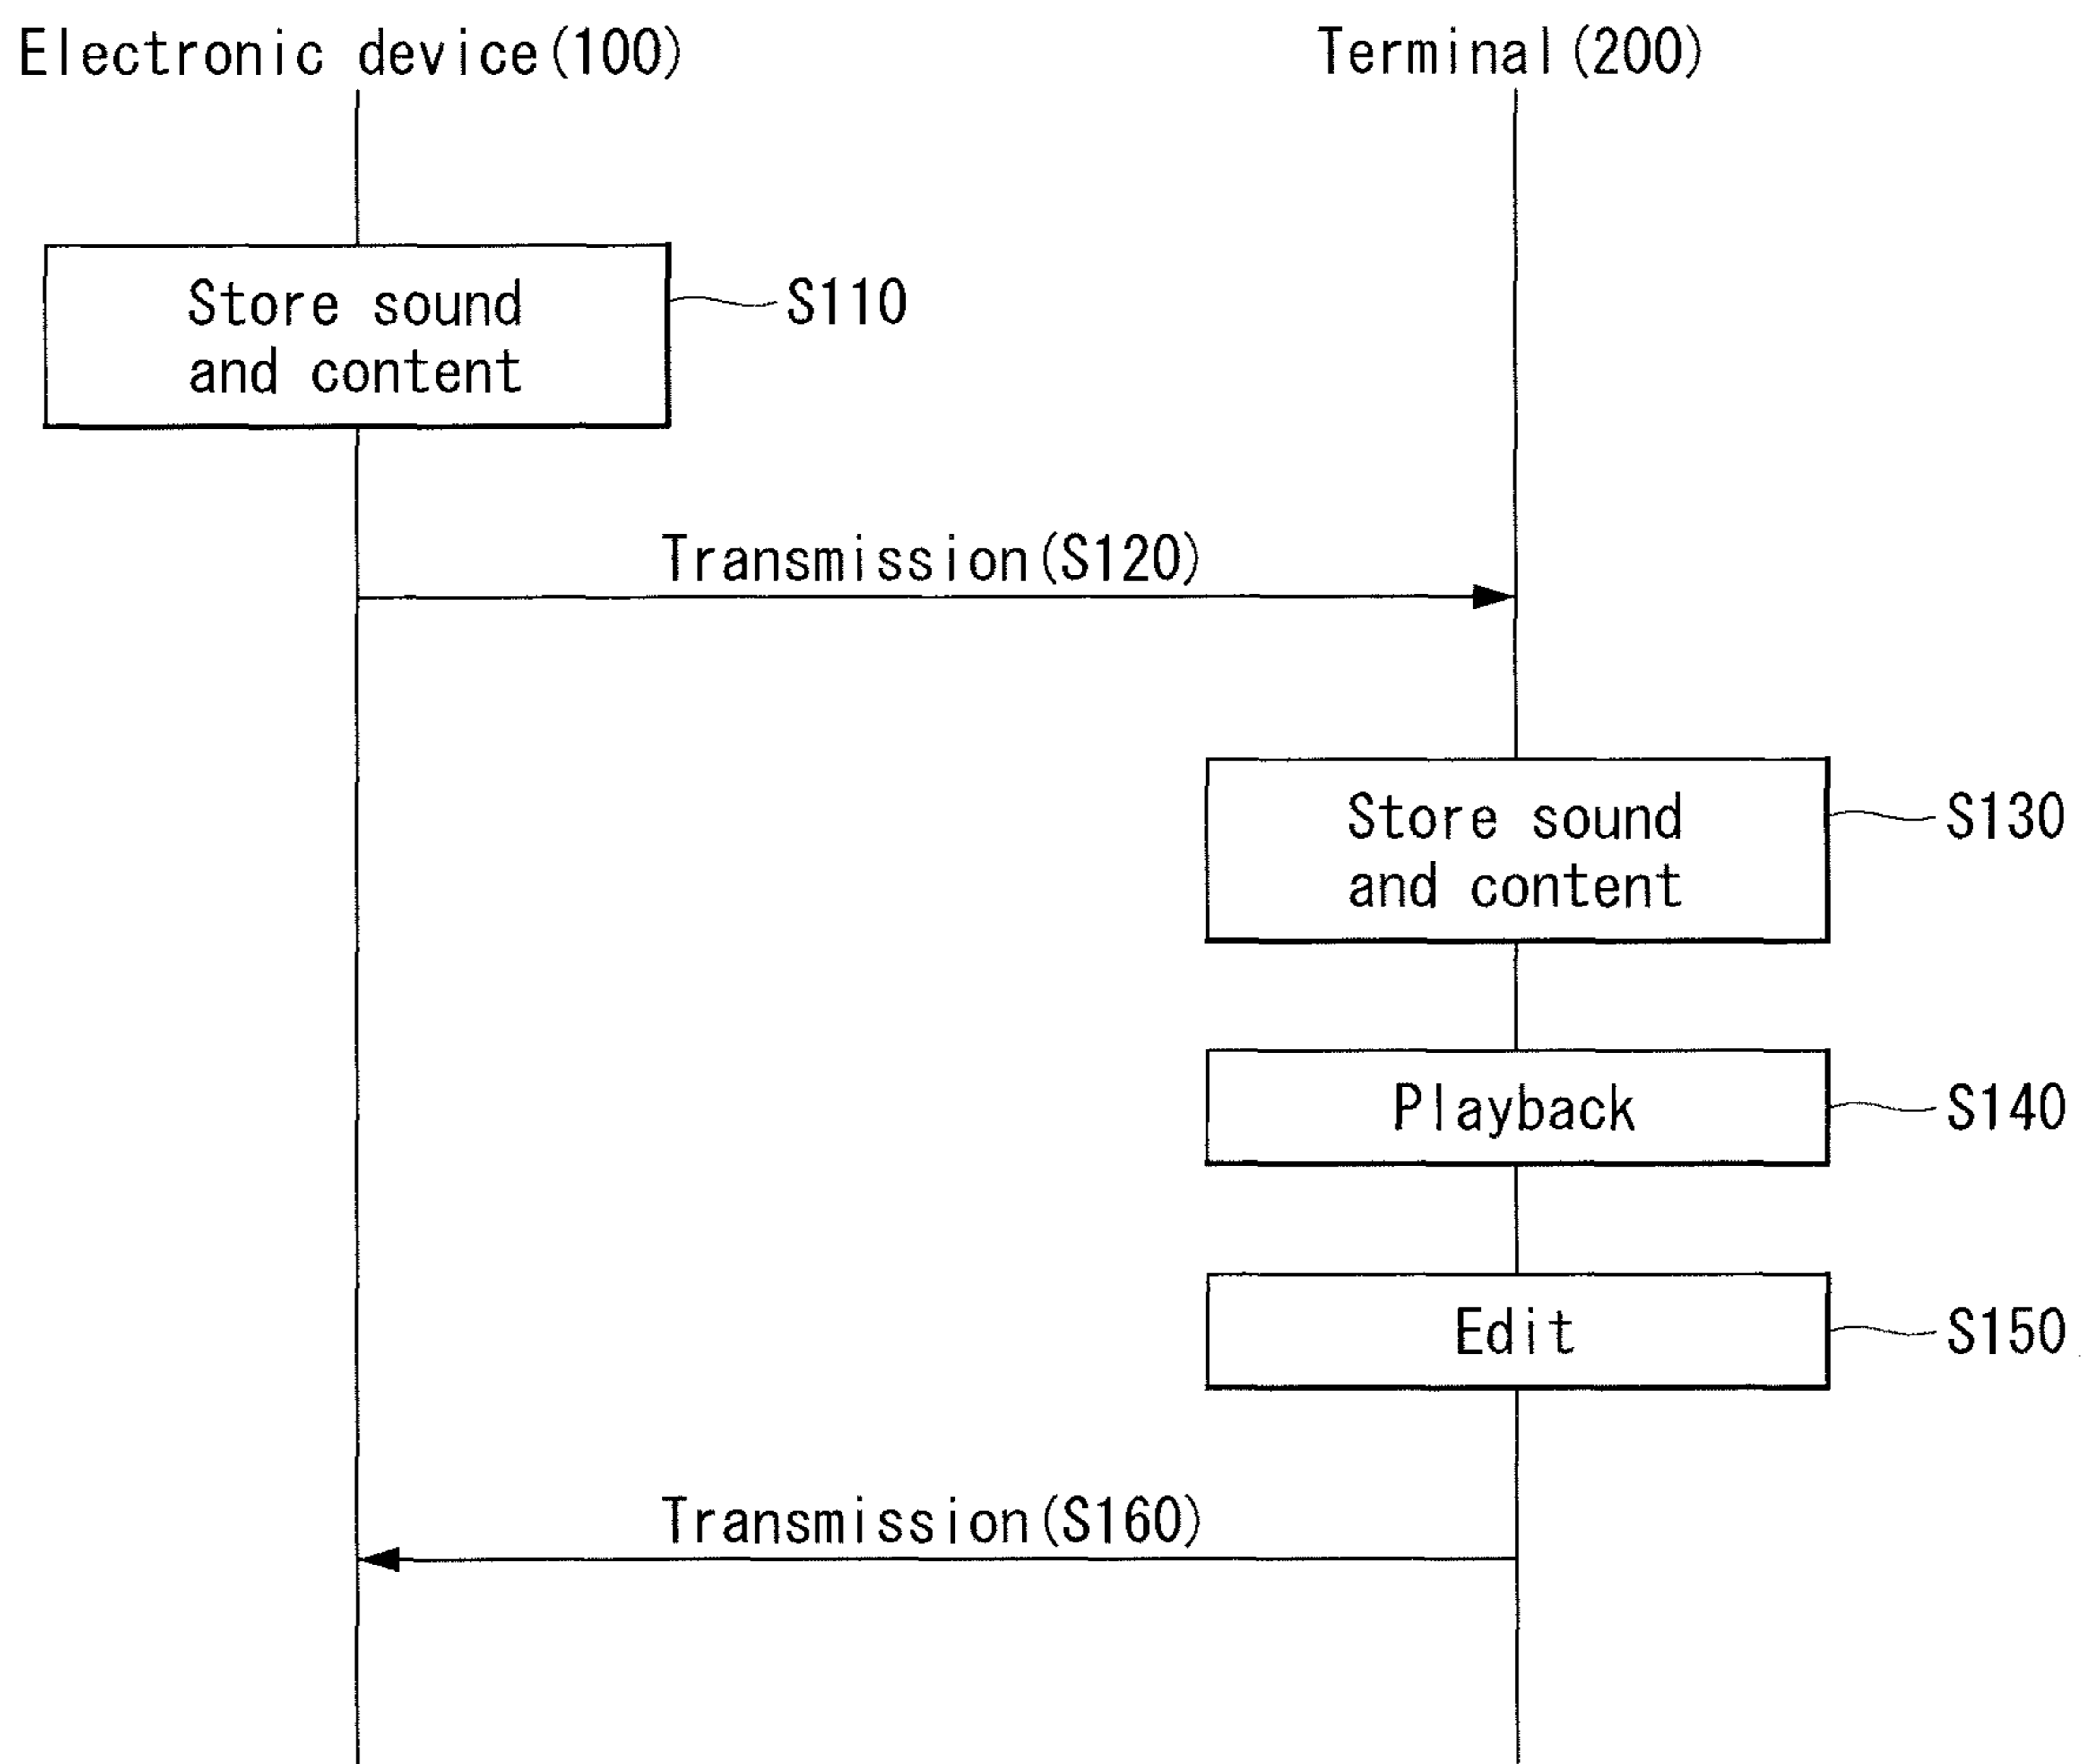 Electronic device(100)
Terminal(200)
Store sound
and content
S110
Transmission(S120)
Store sound
and content
S130
Playback
S140
Edit
S150
Transmission(S160)